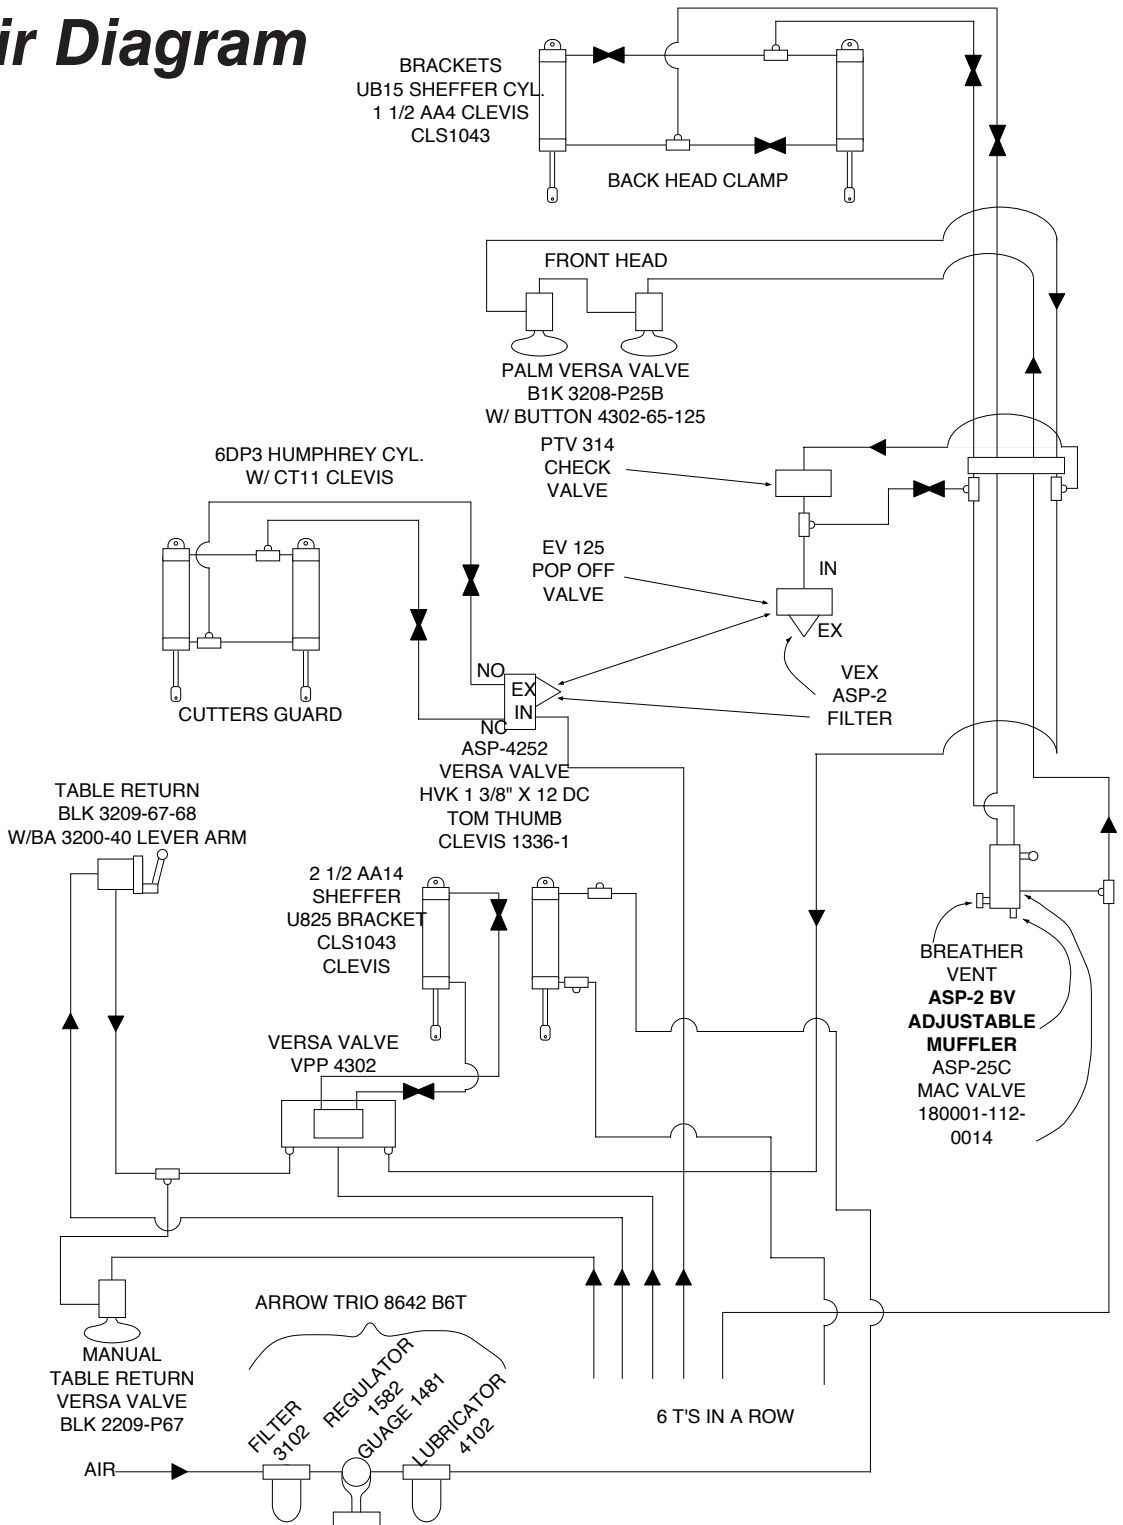 ir Diagram
BRACKETS
UB15 SHEFFER CYL.
1 1/2 AA4 CLEVIS
CLS1043
BACK HEAD CLAMP
FRONT HEAD
PALM VERSA VALVE
B1K 3208-P25B
W/ BUTTON 4302-65-125
PTV 314
CHECK
VALVE
6DP3 HUMPHREY CYL.
W/ CT11 CLEVIS
EV 125
POP OFF
VALVE
IN
EX
VEX
ASP-2
FILTER
CUTTERS GUARD
NO
EX
IN
NC
ASP-4252
VERSA VALVE
HVK 1 3/8" X 12 DC
TOM THUMB
CLEVIS 1336-1
TABLE RETURN
BLK 3209-67-68
W/BA 3200-40 LEVER ARM
2 1/2 AA14
SHEFFER
U825 BRACKET
CLS1043
CLEVIS
BREATHER
VENT
ASP-2 BV
ADJUSTABLE
MUFFLER
ASP-25C
MAC VALVE
180001-112-
0014
VERSA VALVE
VPP 4302
ARROW TRIO 8642 B6T
MANUAL
TABLE RETURN
VERSA VALVE
BLK 2209-P67
FILTER
3102
REGULATOR
1582
GUAGE 1481
LUBRICATOR
4102
6 T'S IN A ROW
AIR